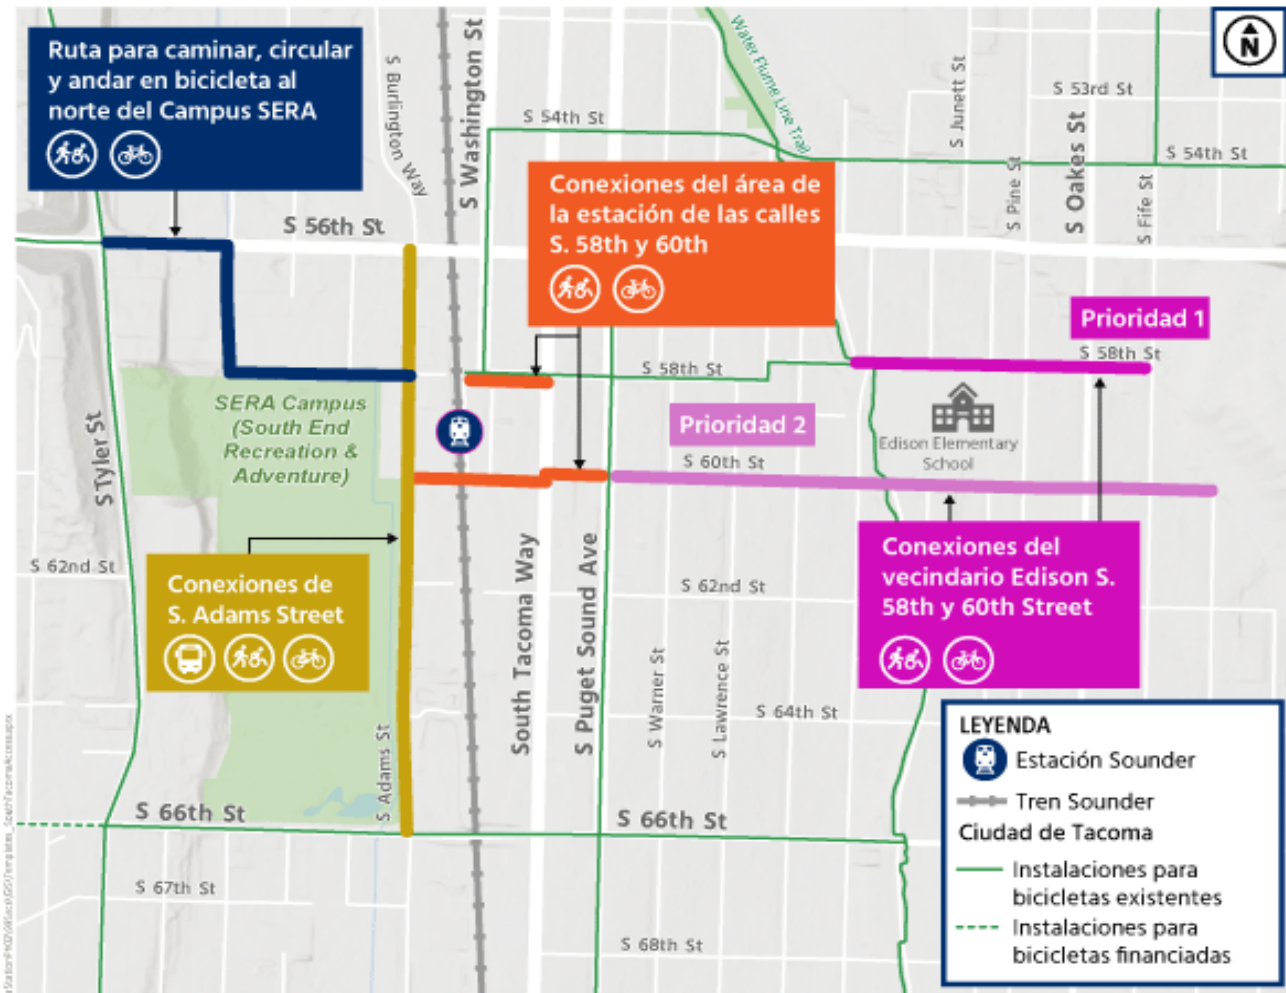 Ruta para caminar, circular
y andar en bicicleta al
norte del Campus SERA
S Burlington Way
S Washington St
Water Flume Line Trail
N
S 53rd St
S Junett St
S 54th St
S 54th St
S Pine St
S Oakes St
S Fife St
Conexiones del área de
la estación de las calles
S. 58th y 60th
S 56th St
Prioridad 1
S 58th St
S 58th St
SERA Campus
(South End
Recreation &
Adventure)
Prioridad 2
Edison Elementary
School
S 60th St
S Tyler St
S 62nd St
Conexiones de
S. Adams Street
South Tacoma Way
S Puget Sound Ave
S 62nd St
Conexiones del
vecindario Edison S.
58th y 60th Street
S Warner St
S Lawrence St
S 64th St
S Adams St
S 66th St
S 66th St
S 67th St
S 68th St
LEYENDA
Estación Sounder
Tren Sounder
Ciudad de Tacoma
Instalaciones para
bicicletas existentes
Instalaciones para
bicicletas financiadas